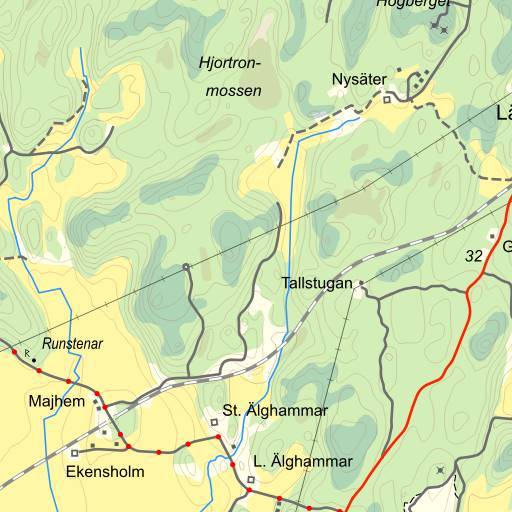 Högberget
Hjortron-
mossen
Nysäter
32
Tallstugan
Runstenar
Majhem
St. Älghammar
L. Älghammar
Ekensholm